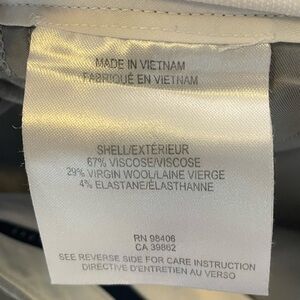 MADE IN VIETNAM
FABRIQUÉ EN VIETNAM
SHELL/EXTÉRIEUR
67% VISCOSE/VISCOSE
29% VIRGIN WOOL/LAINE VIERGE
4% ELASTANE/ÉLASTHANNE
RN 98406
CA 39862
SEE REVERSE SIDE FOR CARE INSTRUCTION
DIRECTIVE D'ENTRETIEN AU VERSO